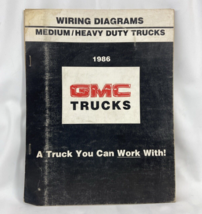 WIRING DIAGRAMS
MEDIUM/HEAVY DUTY TRUCKS
1986
GMC
TRUCKS
A Truck You Can Work With!